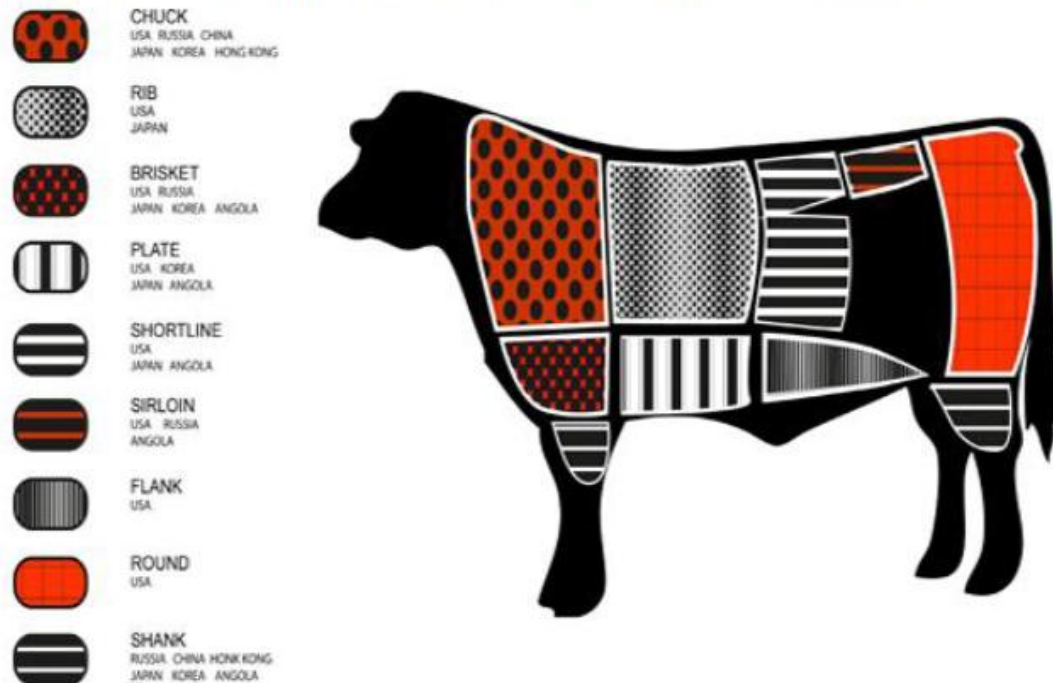 CHUCK
USA RUSSIA CHINA
JAPAN KOREA HONG KONG
RIB
USA
JAPAN
BRISKET
USA RUSSIA
JAPAN KOREA ANGOLA
PLATE
USA KOREA
JAPAN ANGOLA
SHORTLINE
USA
JAPAN ANGOLA
SIRLOIN
USA RUSSIA
ANGOLA
FLANK
USA
ROUND
USA
SHANK
RUSSIA CHINA HONK KONG
JAPAN KOREA ANGOLA